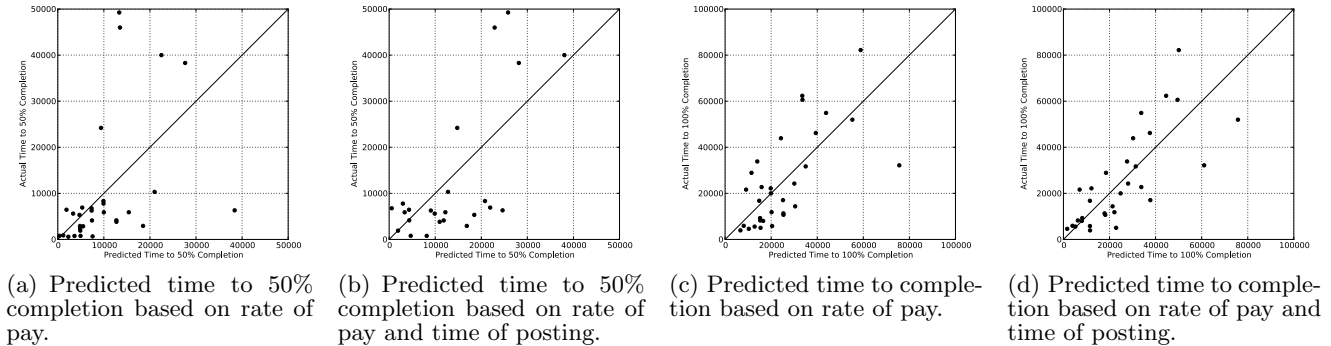 50000
40000
30000
20000
10000
0
0 10000 20000 30000 40000 50000
Actual Time to 50% Completion
Predicted Time to 50% Completion
(a) Predicted time to 50%
completion based on rate of
pay.
50000
40000
30000
20000
10000
0
0 10000 20000 30000 40000 50000
Actual Time to 50% Completion
Predicted Time to 50% Completion
(b) Predicted time to 50%
completion based on rate of
pay and time of posting.
100000
80000
60000
40000
20000
0
0 20000 40000 60000 80000 100000
Actual Time to 100% Completion
Predicted Time to 100% Completion
(c) Predicted time to comple-
tion based on rate of pay.
100000
80000
60000
40000
20000
0
0 20000 40000 60000 80000 100000
Actual Time to 100% Completion
Predicted Time to 100% Completion
(d) Predicted time to comple-
tion based on rate of pay and
time of posting.